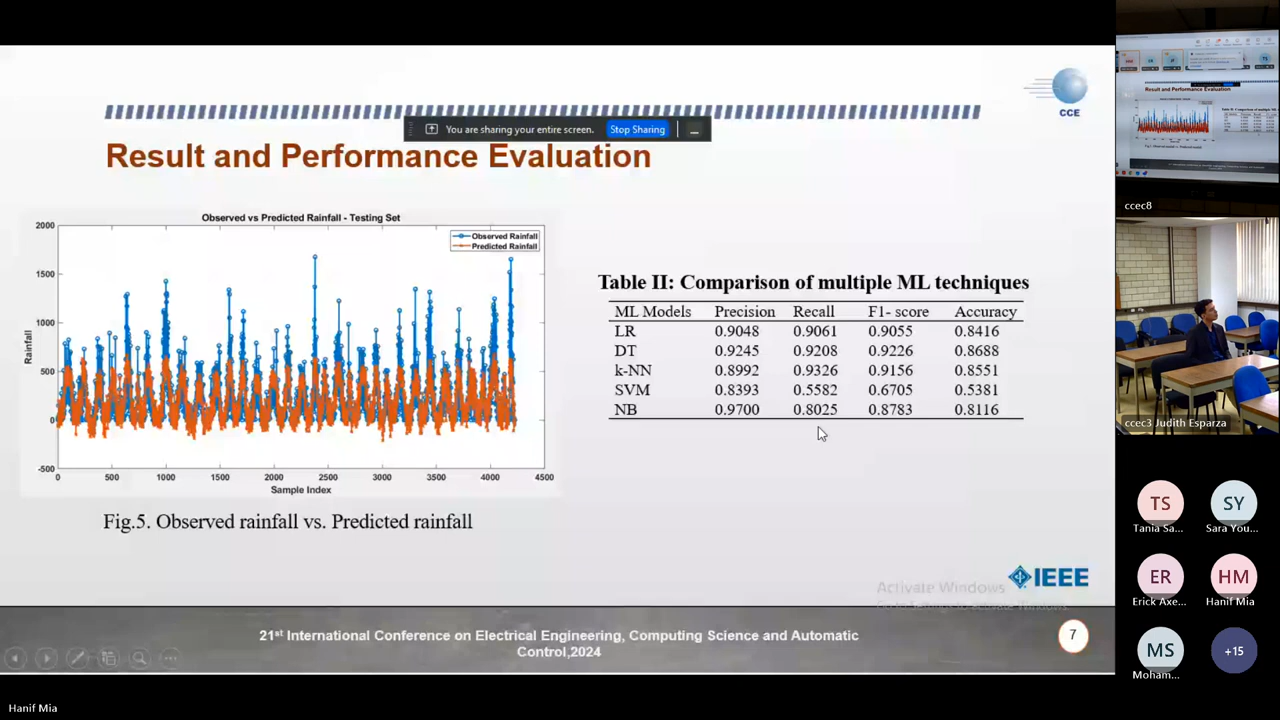 CCE
You are sharing your entire screen. Stop Sharing
Result and Performance Evaluation
Observed vs Predicted Rainfall - Testing Set
Observed Rainfall
Predicted Rainfall
2000
1500
1000
500
0
-500
Rainfall
0 500 1000 1500 2000 2500 3000 3500 4000 4500
Sample Index
Fig.5. Observed rainfall vs. Predicted rainfall
Table II: Comparison of multiple ML techniques
ML Models Precision Recall F1- score Accuracy
LR 0.9048 0.9061 0.9055 0.8416
DT 0.9245 0.9208 0.9226 0.8688
k-NN 0.8992 0.9326 0.9156 0.8551
SVM 0.8393 0.5582 0.6705 0.5381
NB 0.9700 0.8025 0.8783 0.8116
Activate Windows
IEEE
21st International Conference on Electrical Engineering, Computing Science and Automatic
Control,2024
7
Result and Performance Evaluation
ccec8
ccec3 Judith Esparza
TS
Tania Sa...
SY
Sara You...
ER
Erick Axe...
HM
Hanif Mia
MS
Moham...
+15
Hanif Mia